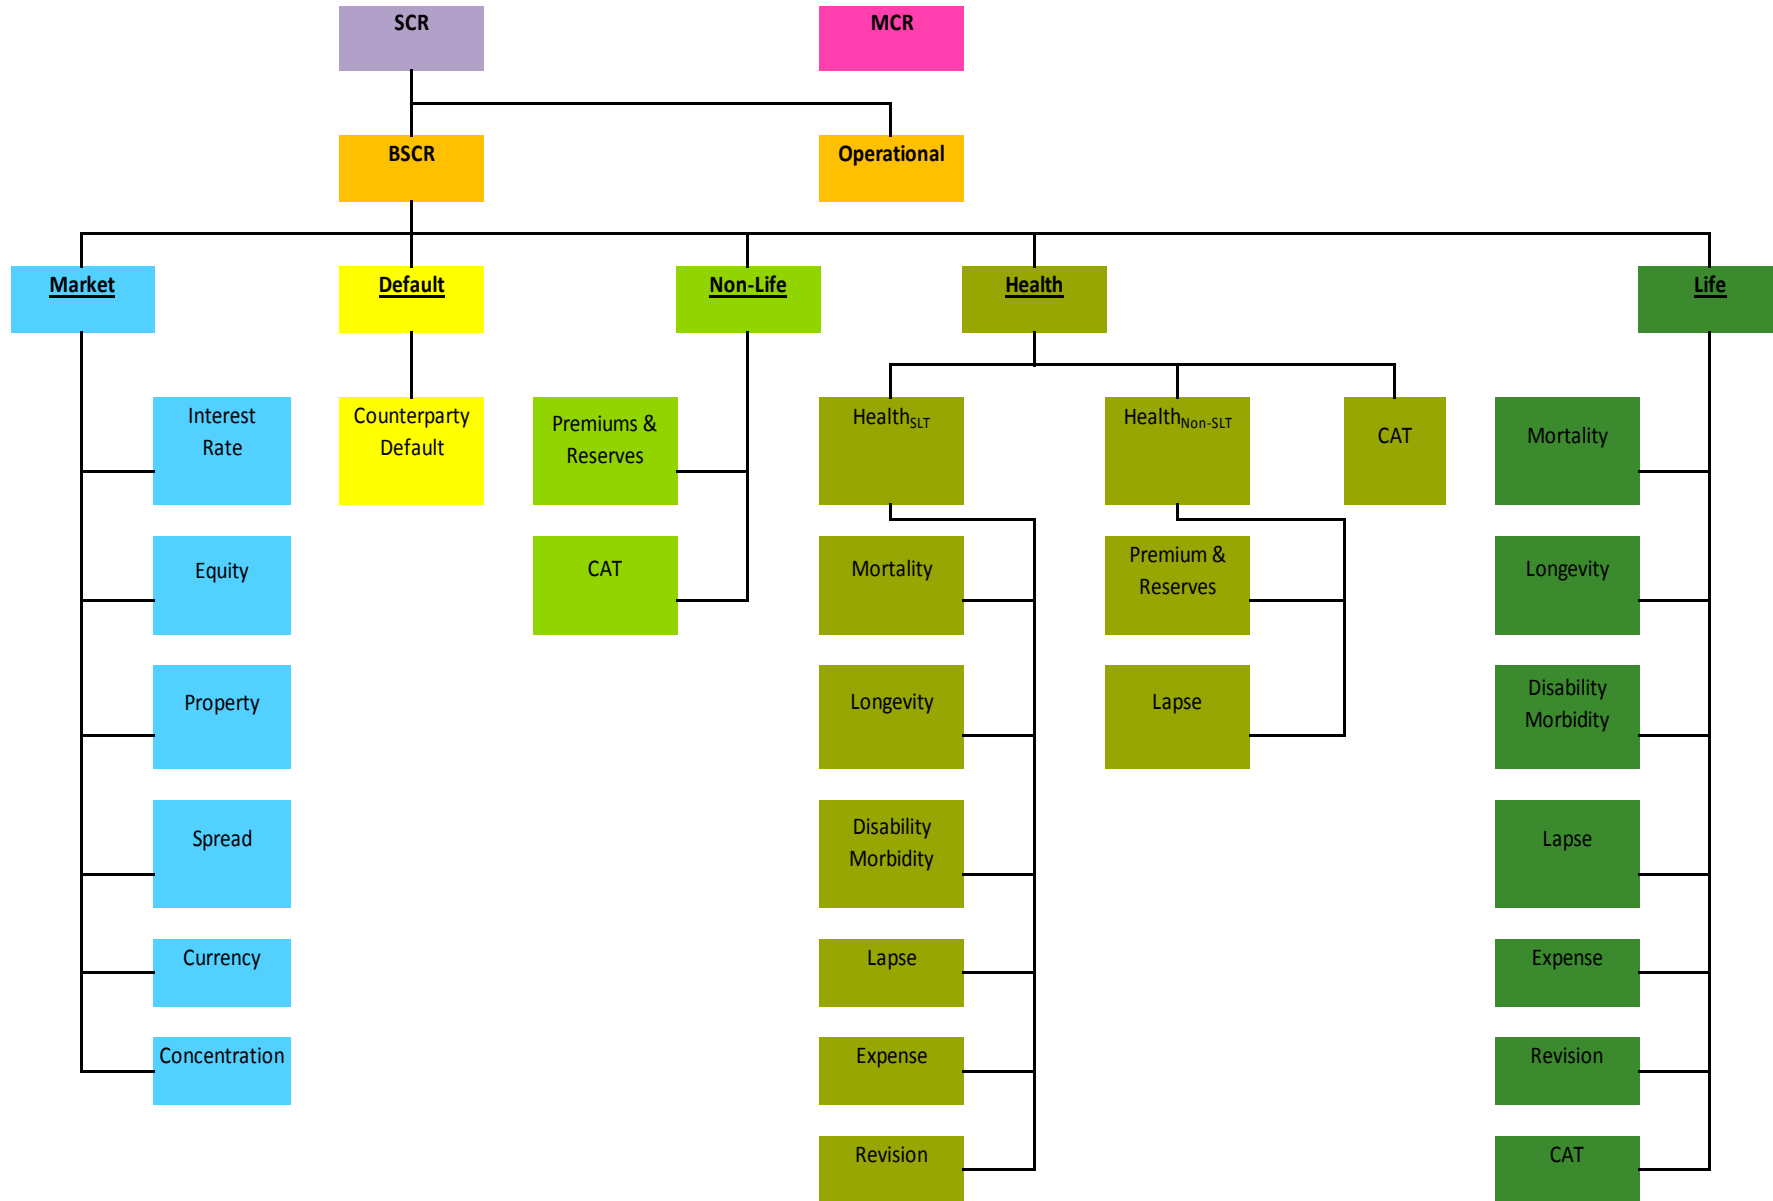 SCR
MCR
BSCR
Operational
Market
Default
Non-Life
Health
Life
Interest
Rate
Counterparty
Default
Premiums &
Reserves
HealthSLT
HealthNon-SLT
CAT
Mortality
Equity
CAT
Mortality
Premium &
Reserves
Longevity
Property
Longevity
Lapse
Disability
Morbidity
Spread
Disability
Morbidity
Lapse
Currency
Lapse
Expense
Concentration
Expense
Revision
Revision
CAT